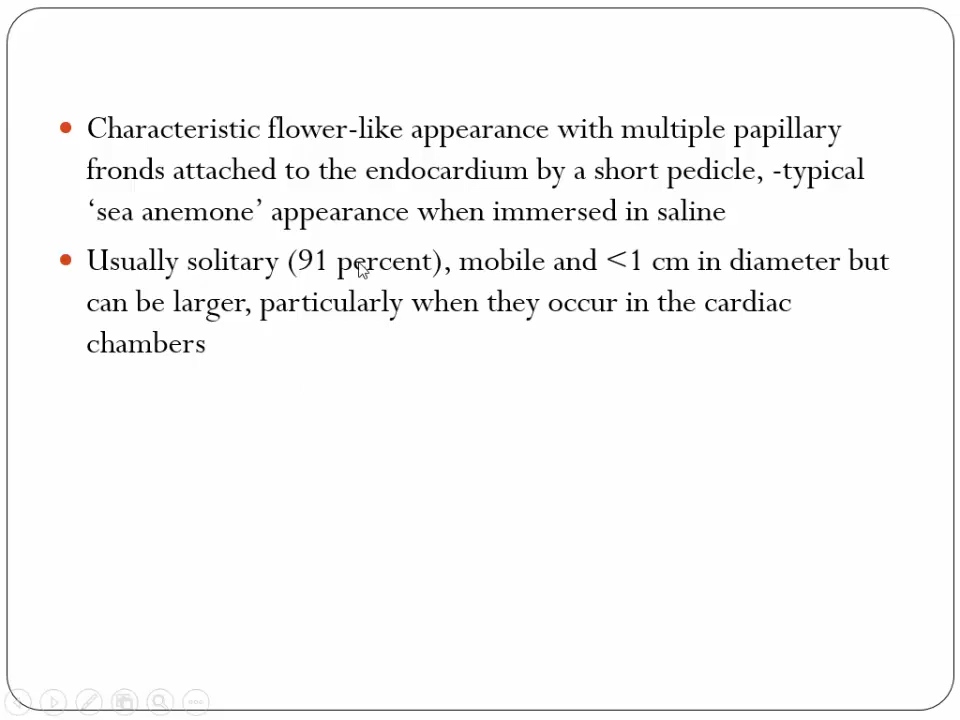 • Characteristic flower-like appearance with multiple papillary
fronds attached to the endocardium by a short pedicle, -typical
‘sea anemone’ appearance when immersed in saline
• Usually solitary (91 percent), mobile and <1 cm in diameter but
can be larger, particularly when they occur in the cardiac
chambers